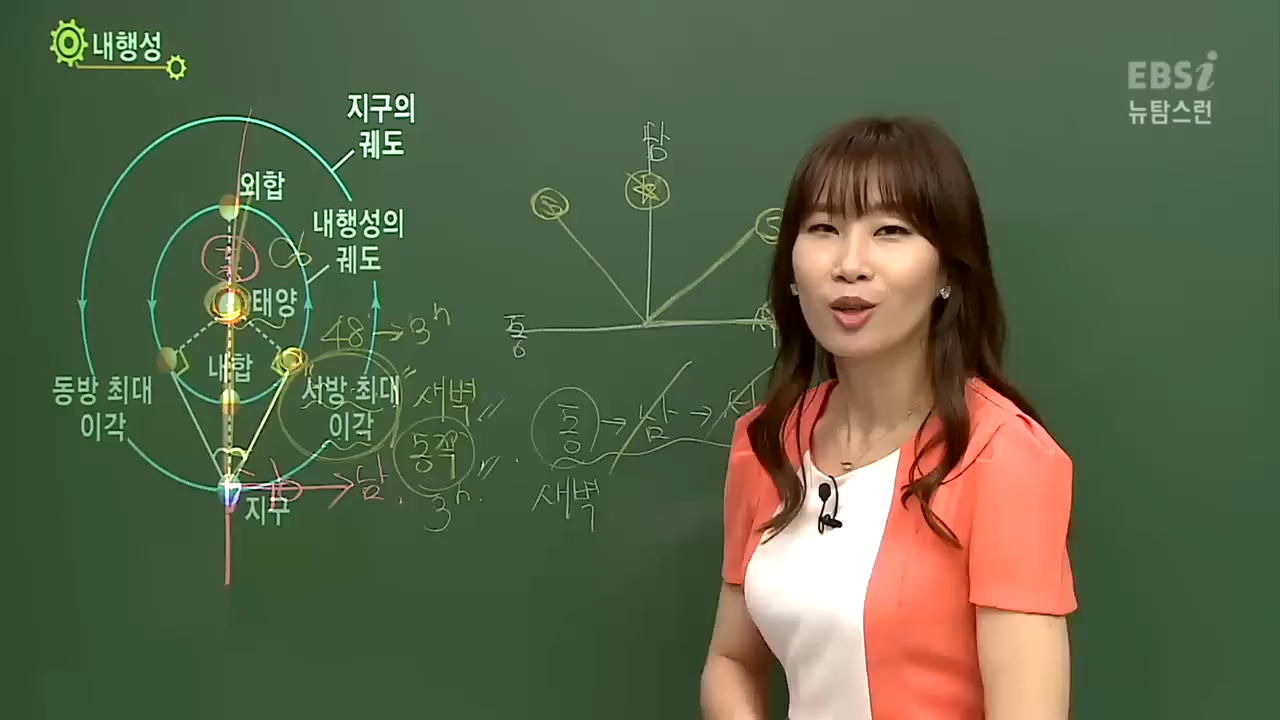 내행성
EBSi
뉴탐스런
지구의
궤도
외합
내행성의
궤도
태양
내합
동방 최대
이각
서방 최대
이각
지구
48° → 3h
새벽
동쪽
3h
남
남
동
동 → 남 →
새벽